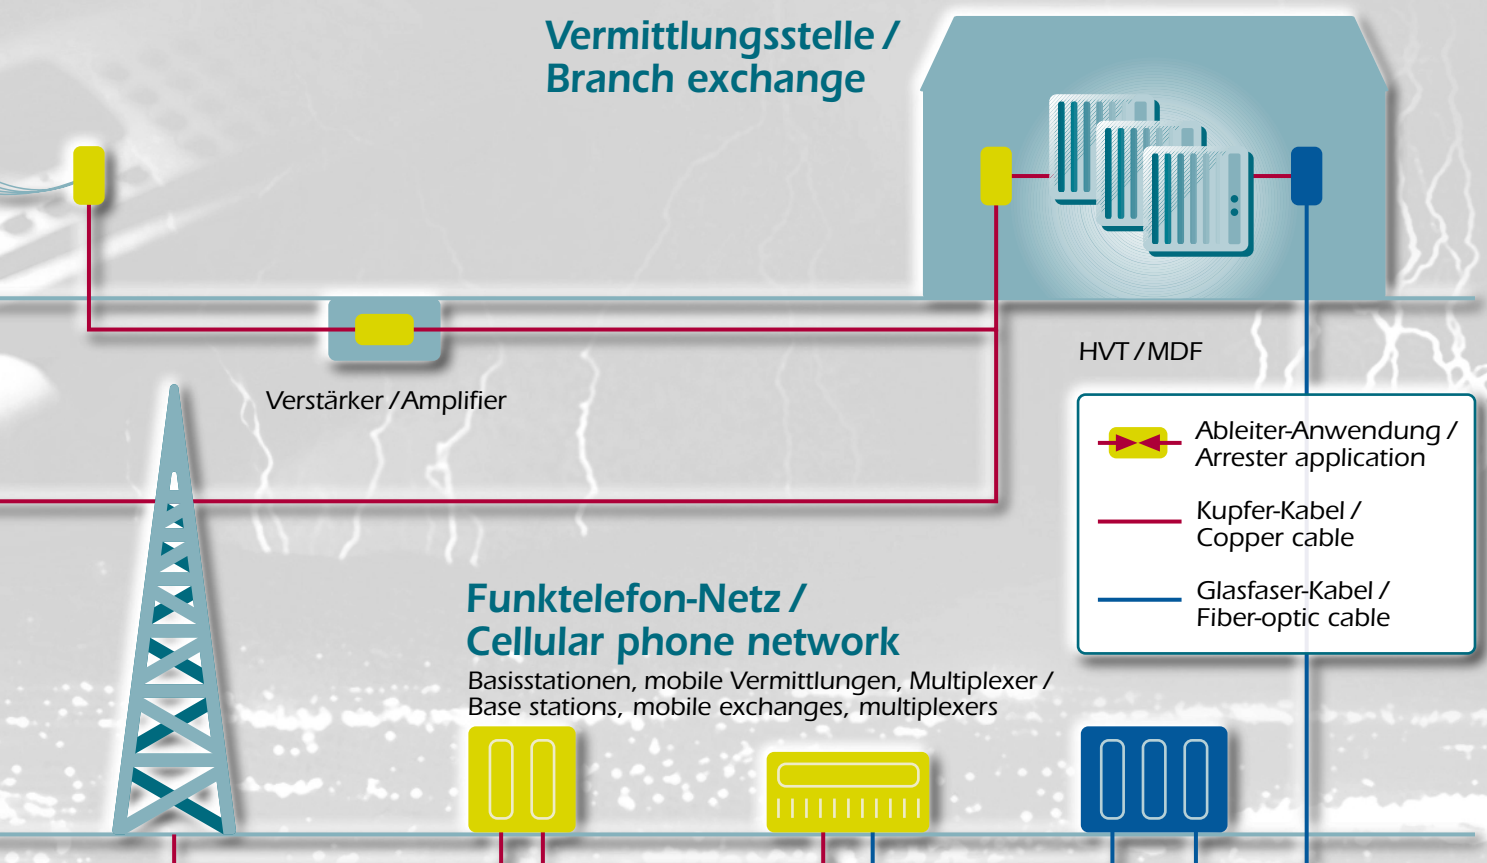 Vermittlungsstelle /
Branch exchange
HVT / MDF
Verstärker / Amplifier
Ableiter-Anwendung /
Arrester application
Kupfer-Kabel /
Copper cable
Glasfaser-Kabel /
Fiber-optic cable
Funktelefon-Netz /
Cellular phone network
Basisstationen, mobile Vermittlungen, Multiplexer /
Base stations, mobile exchanges, multiplexers